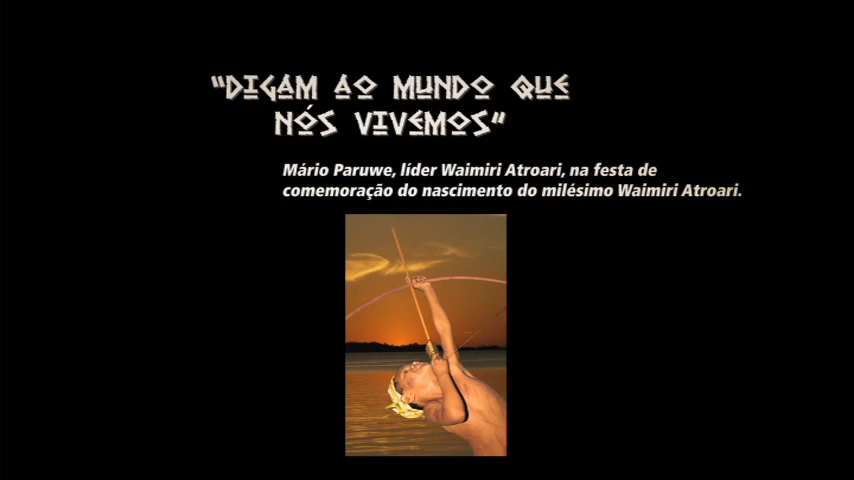 "DIGAM AO MUNDO QUE
NÓS VIVEMOS"
Mário Paruwe, líder Waimiri Atroari, na festa de
comemoração do nascimento do milésimo Waimiri Atroari.